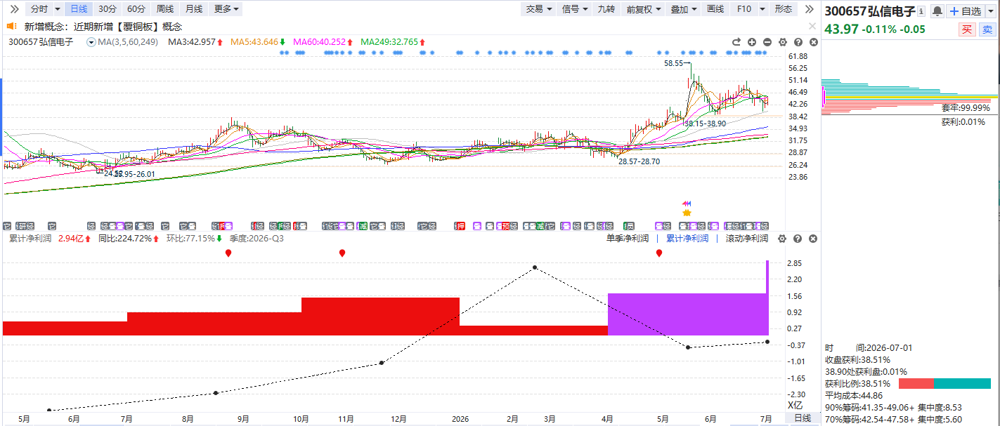 分时 日线 30分 60分 周线 月线 更多 交易 信号 九转 前复权 叠加 画线 F10 形态
新增概念：近期新增【覆铜板】概念
300657弘信电子 MA(3,5,60,249) MA3:42.957 MA5:43.646 MA60:40.252 MA249:32.765
58.55
38.15-38.90
28.57-28.70
25.95-26.01
61.88
56.25
51.14
46.49
42.26
38.42
34.93
31.75
28.87
26.24
23.86
累计净利润 2.94亿 同比:224.72% 环比:77.15% 季度:2026-Q3 单季净利润 | 累计净利润 | 滚动净利润
2.85
2.20
1.56
0.92
0.27
-0.37
-1.01
-1.65
-2.30
X亿
5月 6月 7月 8月 9月 10月 11月 12月 2026 2月 3月 4月 5月 6月 7月 日线
300657弘信电子 自选
43.97 -0.11% -0.05 买 卖
套牢:99.99%
获利:0.01%
时 间:2026-07-01
收盘获利:38.51%
38.90处获利盘:0.01%
获利比例:38.51%
平均成本:44.86
90%筹码:41.35-49.06+ 集中度:8.53
70%筹码:42.54-47.58+ 集中度:5.60